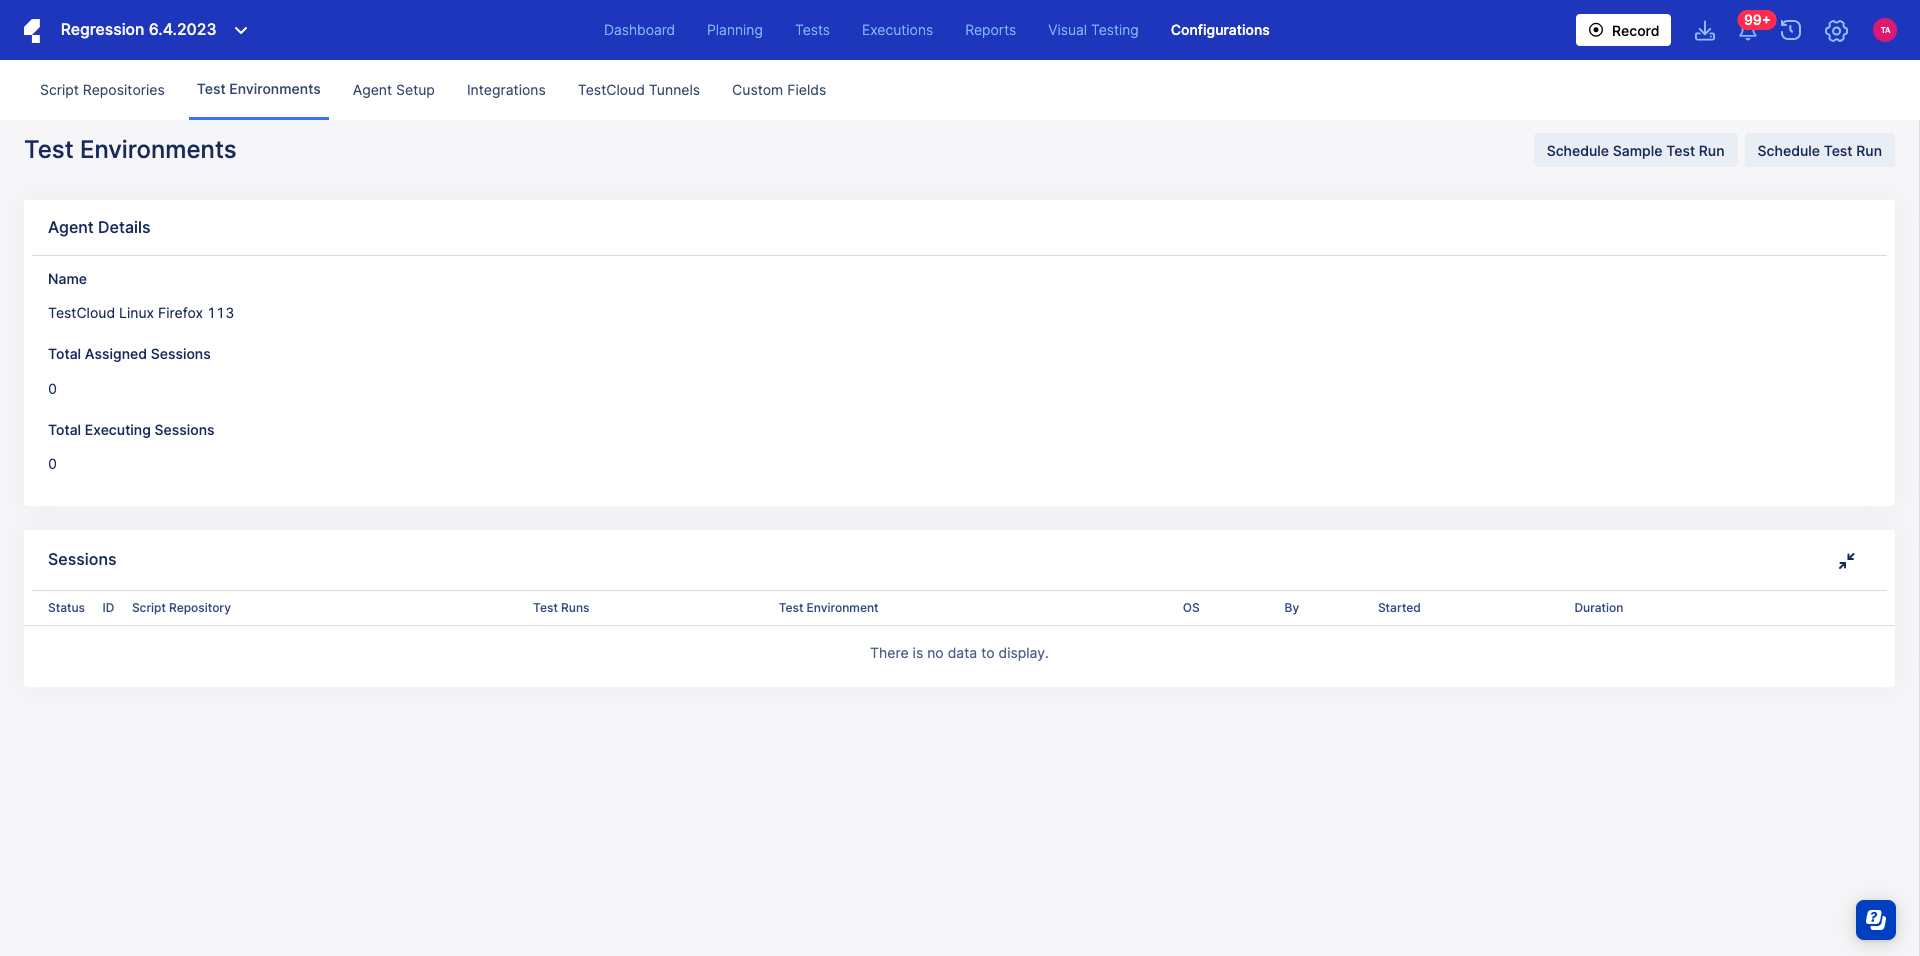 Regression 6.4.2023
Dashboard Planning Tests Executions Reports Visual Testing Configurations
Record
99+
TA
Script Repositories Test Environments Agent Setup Integrations TestCloud Tunnels Custom Fields
Test Environments
Schedule Sample Test Run Schedule Test Run
Agent Details
Name
TestCloud Linux Firefox 113
Total Assigned Sessions
0
Total Executing Sessions
0
Sessions
Status ID Script Repository Test Runs Test Environment OS By Started Duration
There is no data to display.